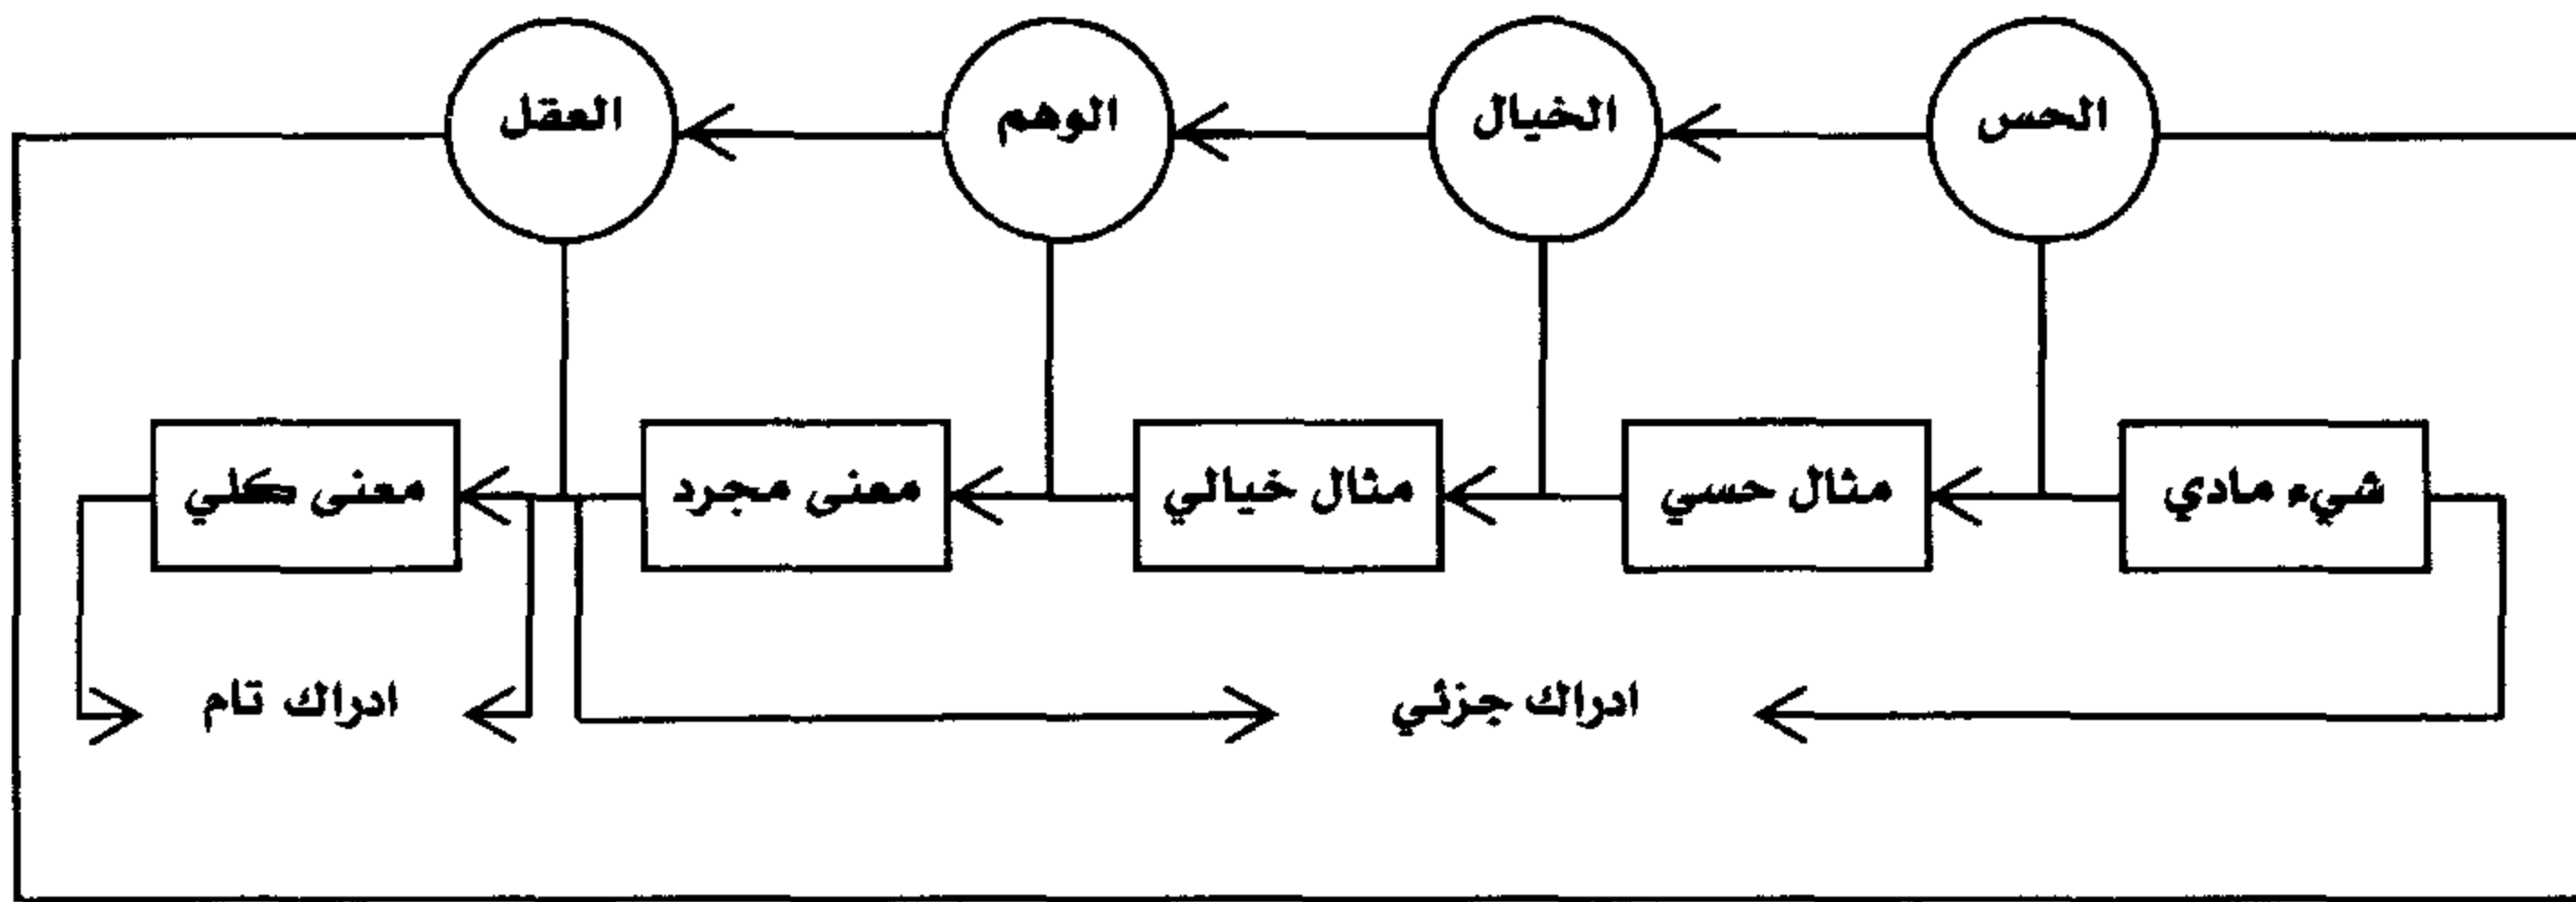 الحس
الخيال
الوهم
العقل
شيء مادي
مثال حسي
مثال خيالي
معنى مجرد
معنى كلي
ادراك جزئي
ادراك تام